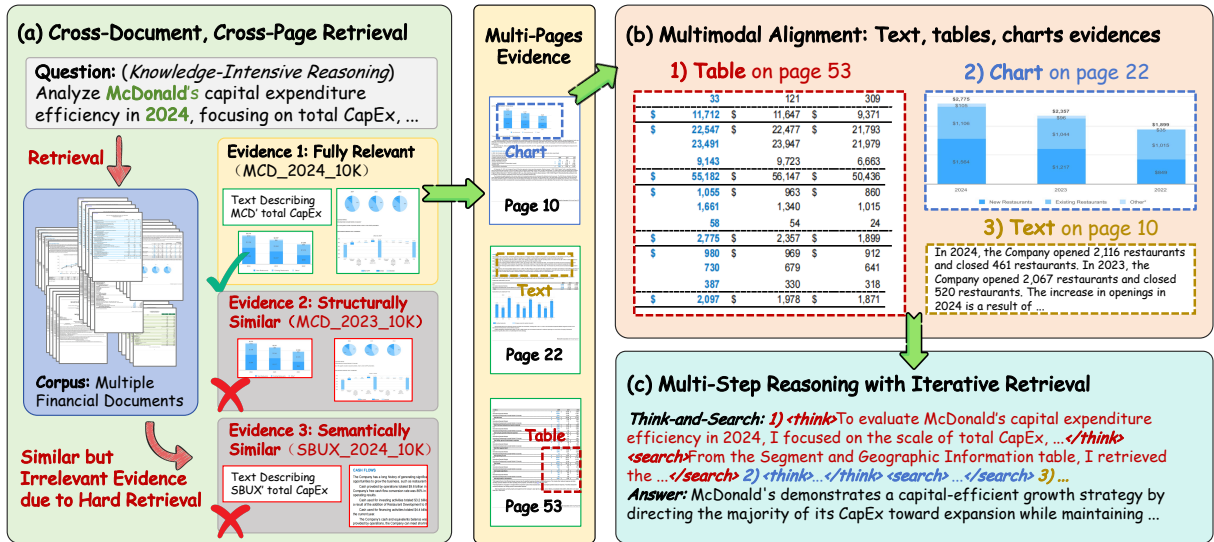 (a) Cross-Document, Cross-Page Retrieval
Question: (Knowledge-Intensive Reasoning)
Analyze McDonald's capital expenditure
efficiency in 2024, focusing on total CapEx, ...
Retrieval
Corpus: Multiple
Financial Documents
Similar but
Irrelevant Evidence
due to Hard Retrieval
Evidence 1: Fully Relevant
(MCD_2024_10K)
Text Describing
MCD' total CapEx
Evidence 2: Structurally
Similar (MCD_2023_10K)
Evidence 3: Semantically
Similar (SBUX_2024_10K)
Text Describing
SBUX' total CapEx
CASH FLOWS
Multi-Pages
Evidence
Chart
Page 10
Text
Page 22
Table
Page 53
(b) Multimodal Alignment: Text, tables, charts evidences
1) Table on page 53
33 121 309
$ 11,712 $ 11,647 $ 9,371
$ 22,547 $ 22,477 $ 21,793
23,491 23,947 21,979
9,143 9,723 6,663
$ 55,182 $ 56,147 $ 50,436
$ 1,055 $ 963 $ 860
1,661 1,340 1,015
58 54 24
$ 2,775 $ 2,357 $ 1,899
$ 980 $ 969 $ 912
730 679 641
387 330 318
$ 2,097 $ 1,978 $ 1,871
2) Chart on page 22
$2,775
$2,357
$1,899
$1,015
2024 2023 2022
New Restaurants Existing Restaurants Other
3) Text on page 10
In 2024, the Company opened 2,116 restaurants
and closed 461 restaurants. In 2023, the
Company opened 2,067 restaurants and closed
520 restaurants. The increase in openings in
2024 is a result of ...
(c) Multi-Step Reasoning with Iterative Retrieval
Think-and-Search: 1) <think>To evaluate McDonald's capital expenditure
efficiency in 2024, I focused on the scale of total CapEx, ...</think>
<search>From the Segment and Geographic Information table, I retrieved
the ...</search> 2) <think>...</think> <search> ...</search> 3) ...
Answer: McDonald's demonstrates a capital-efficient growth strategy by
directing the majority of its CapEx toward expansion while maintaining ...